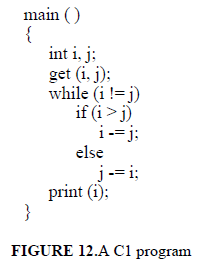 main ( )
{
int i, j;
get (i, j);
while (i != j)
if (i > j)
i -= j;
else
j -= i;
print (i);
}
FIGURE 12.A C1 program